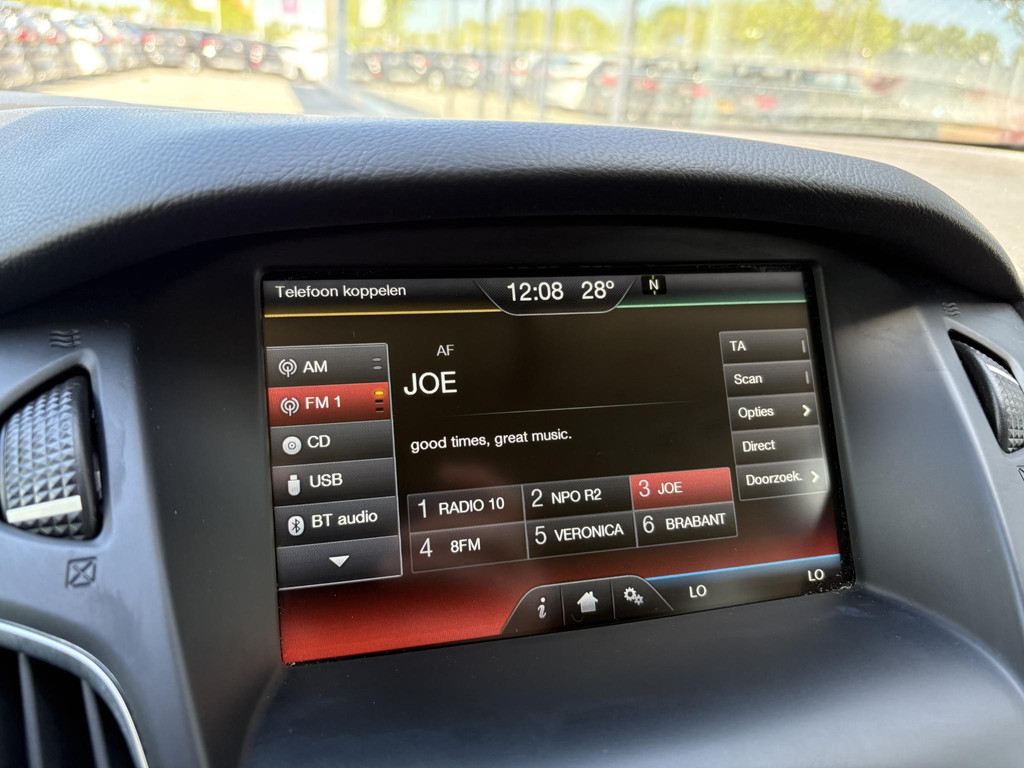 Telefoon koppelen
12:08 28°
N
AM
FM 1
CD
USB
BT audio
AF
JOE
good times, great music.
1 RADIO 10
2 NPO R2
3 JOE
4 8FM
5 VERONICA
6 BRABANT
TA
Scan
Opties
Direct
Doorzoek.
i
LO
LO